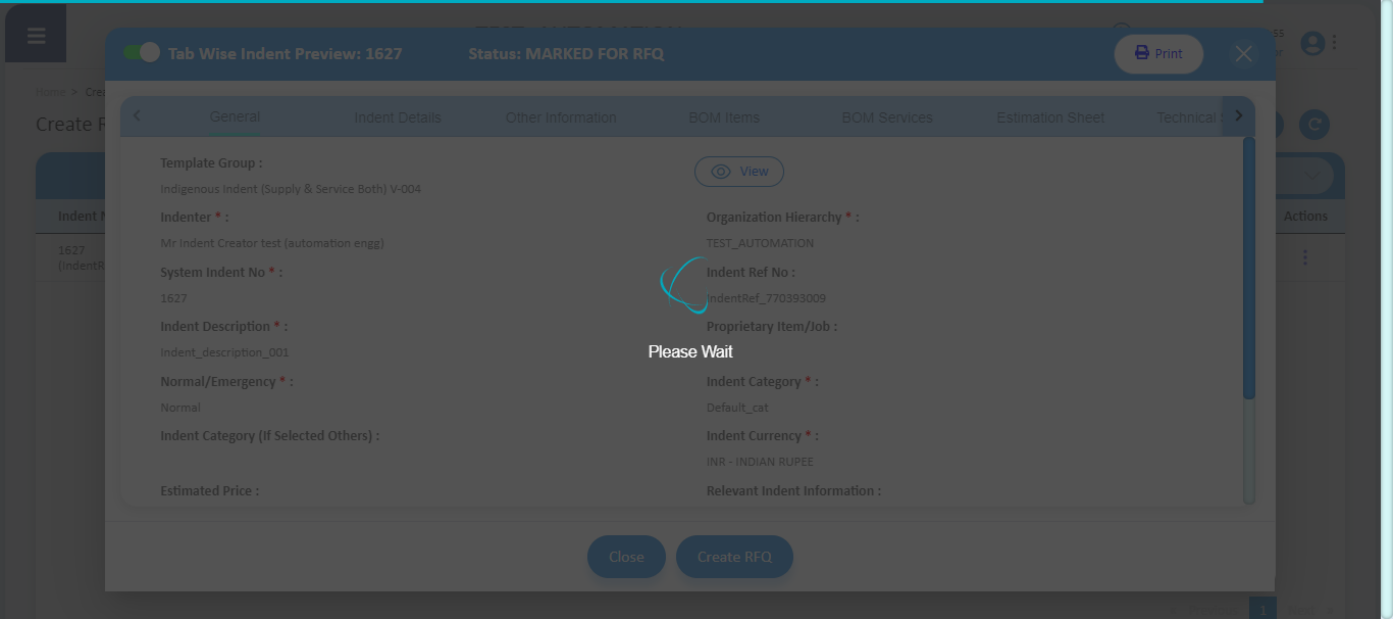 Tab Wise Indent Preview: 1627 Status: MARKED FOR RFQ Print
Home > Crea
Create R
General Indent Details Other Information BOM Items BOM Services Estimation Sheet Technical
Template Group :
View
Indigenous Indent (Supply & Service Both) V-004
Indent N Indenter * : Organization Hierarchy * : Actions
1627 Mr Indent Creator test (automation engg) TEST_AUTOMATION
(IndentR System Indent No * : Indent Ref No :
1627 IndentRef_770393009
Indent Description * : Proprietary Item/Job :
Indent_description_001
Please Wait
Normal/Emergency * : Indent Category * :
Normal Default_cat
Indent Category (If Selected Others) : Indent Currency * :
INR - INDIAN RUPEE
Estimated Price : Relevant Indent Information :
Close Create RFQ
1